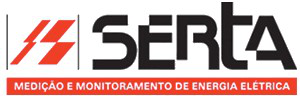 SERTA
MEDIÇÃO E MONITORAMENTO DE ENERGIA ELÉTRICA